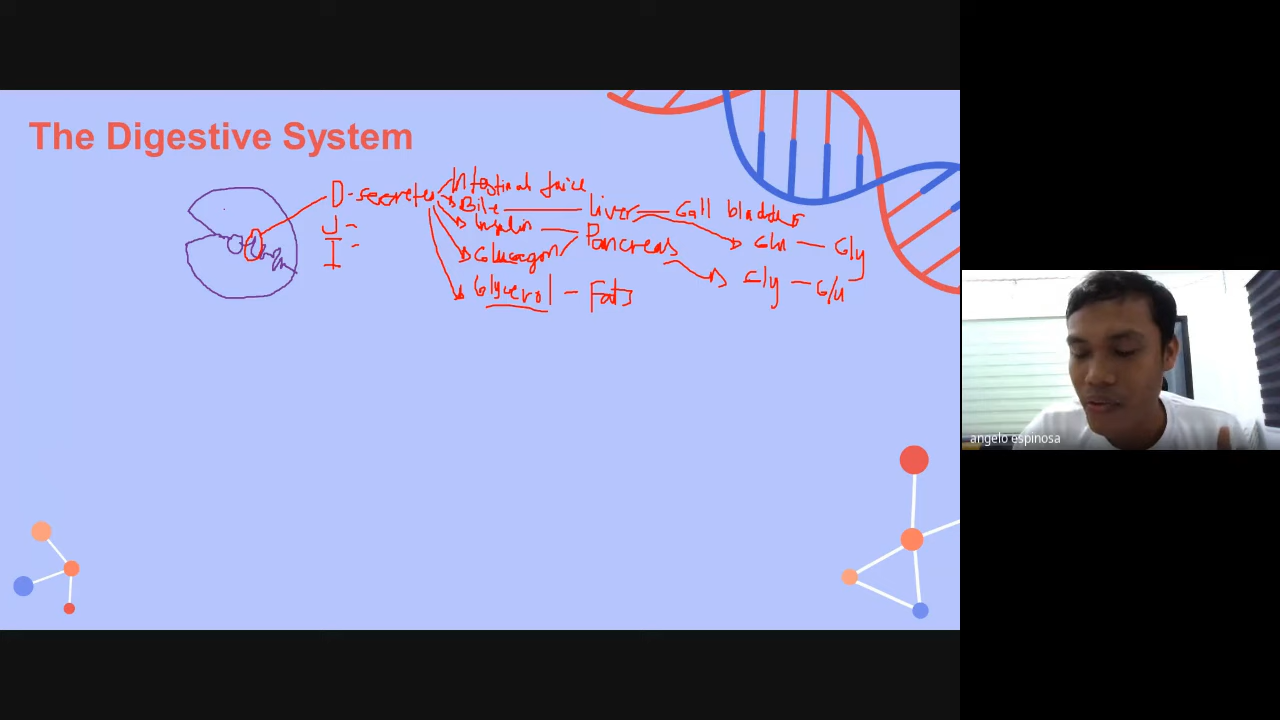 The Digestive System
D - secretes Intestinal Juice
Bile — Liver — Gall bladder
J - Insulin — Pancreas Glu — Gly
I - Glucagon Gly — Glu
Glycerol — Fats
angelo espinosa